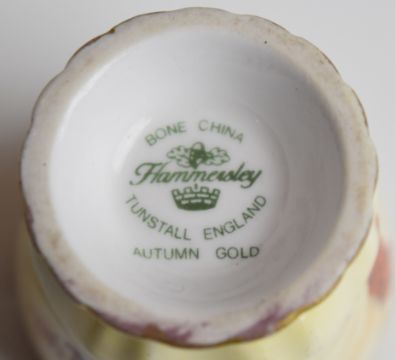 BONE CHINA
Hammersley
TUNSTALL ENGLAND
AUTUMN GOLD